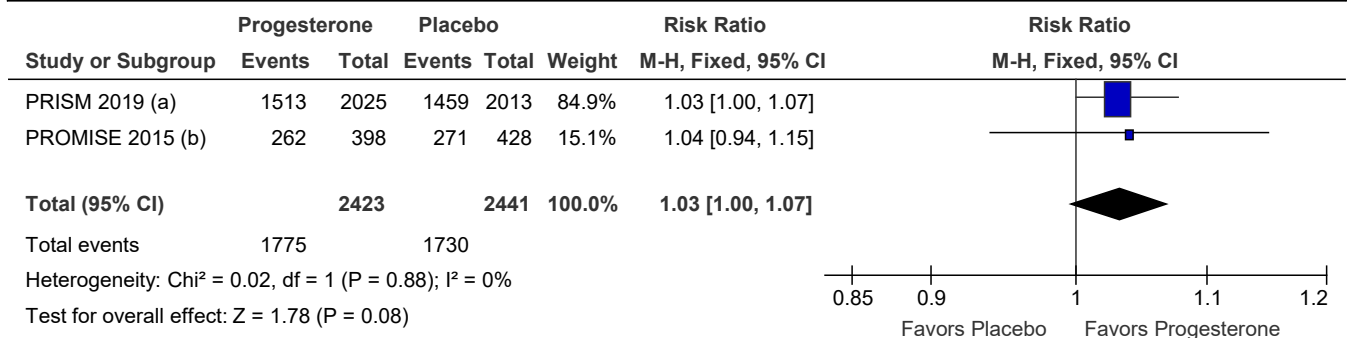 Progesterone Placebo Risk Ratio Risk Ratio
Study or Subgroup Events Total Events Total Weight M-H, Fixed, 95% CI M-H, Fixed, 95% CI
PRISM 2019 (a) 1513 2025 1459 2013 84.9% 1.03 [1.00, 1.07]
PROMISE 2015 (b) 262 398 271 428 15.1% 1.04 [0.94, 1.15]
Total (95% CI) 2423 2441 100.0% 1.03 [1.00, 1.07]
Total events 1775 1730
Heterogeneity: Chi² = 0.02, df = 1 (P = 0.88); I² = 0%
Test for overall effect: Z = 1.78 (P = 0.08)
0.85 0.9 1 1.1 1.2
Favors Placebo Favors Progesterone